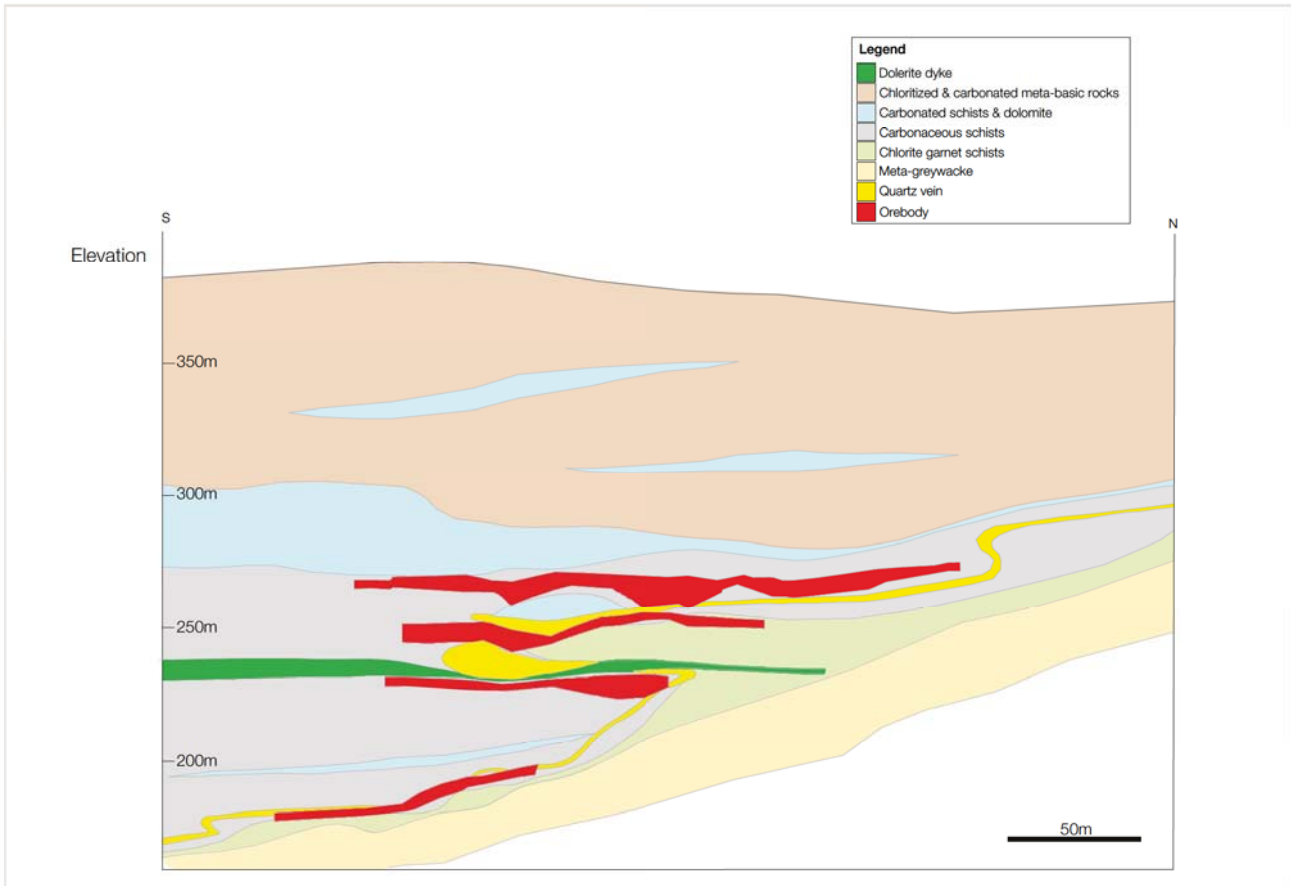 Legend
Dolerite dyke
Chloritized & carbonated meta-basic rocks
Carbonated schists & dolomite
Carbonaceous schists
Chlorite garnet schists
Meta-greywacke
Quartz vein
Orebody
S
N
Elevation
350m
300m
250m
200m
50m